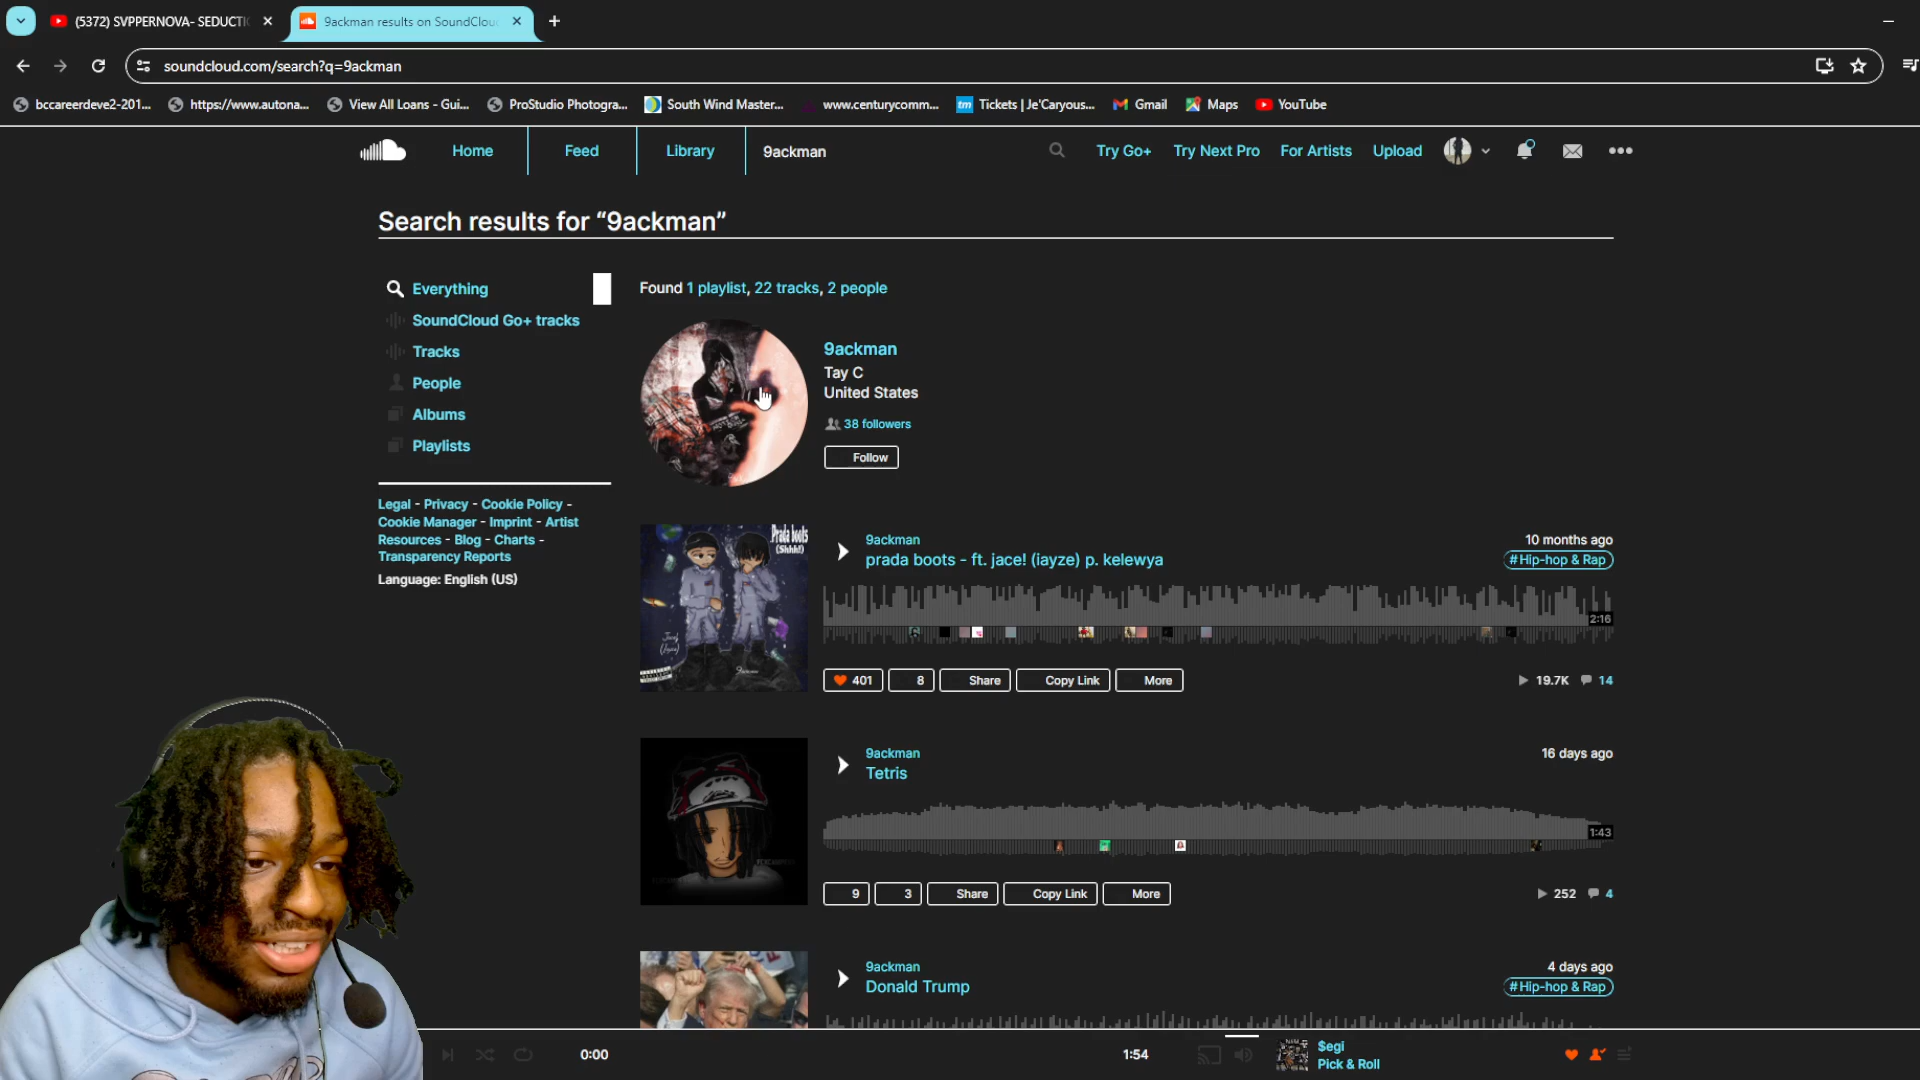 (5372) SVPPERNOVA- SEDUCTI
9ackman results on SoundClou
soundcloud.com/search?q=9ackman
bccareerdeve2-201...
https://www.autona...
View All Loans - Gui...
ProStudio Photogra...
South Wind Master...
www.centurycomm...
tm Tickets | Je'Caryous...
Gmail
Maps
YouTube
Home
Feed
Library
9ackman
Try Go+
Try Next Pro
For Artists
Upload
Search results for “9ackman”
Everything
SoundCloud Go+ tracks
Tracks
People
Albums
Playlists
Legal - Privacy - Cookie Policy -
Cookie Manager - Imprint - Artist
Resources - Blog - Charts -
Transparency Reports
Language: English (US)
Found 1 playlist, 22 tracks, 2 people
9ackman
Tay C
United States
38 followers
Follow
Prada boots
(Shhh!)
9ackman
10 months ago
prada boots - ft. jace! (iayze) p. kelewya
#Hip-hop & Rap
2:16
401
8
Share
Copy Link
More
19.7K
14
9ackman
16 days ago
Tetris
1:43
9
3
Share
Copy Link
More
252
4
9ackman
4 days ago
Donald Trump
#Hip-hop & Rap
0:00
1:54
$egi
Pick & Roll